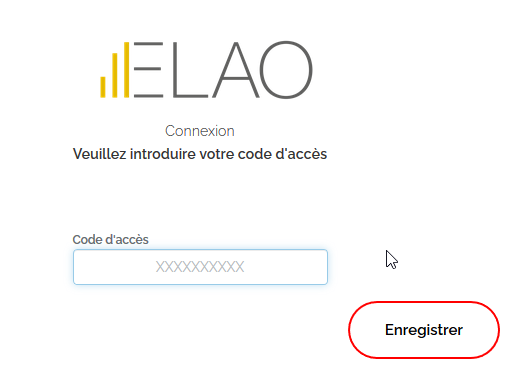 ELAO
Connexion
Veuillez introduire votre code d'accès
Code d'accès
XXXXXXXXXX
Enregistrer